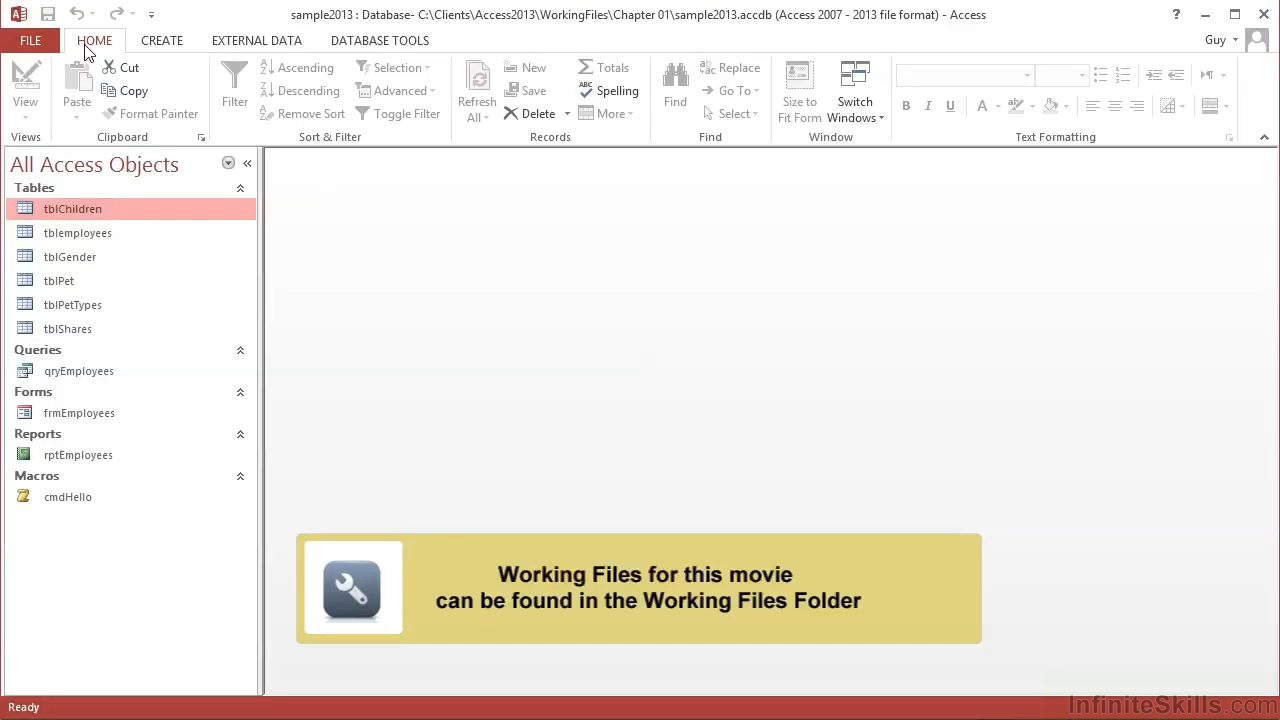 sample2013 : Database- C:\Clients\Access2013\WorkingFiles\Chapter 01\sample2013.accdb (Access 2007 - 2013 file format) - Access
?
FILE HOME CREATE EXTERNAL DATA DATABASE TOOLS Guy
View
Views
Paste
Cut
Copy
Format Painter
Clipboard
Filter
Ascending
Descending
Remove Sort
Selection
Advanced
Toggle Filter
Sort & Filter
Refresh
All
New
Save
Delete
Totals
Spelling
More
Records
Find
Replace
Go To
Select
Find
Size to
Fit Form
Switch
Windows
Window
B I U A
Text Formatting
All Access Objects
Tables
tblChildren
tblemployees
tblGender
tblPet
tblPetTypes
tblShares
Queries
qryEmployees
Forms
frmEmployees
Reports
rptEmployees
Macros
cmdHello
Working Files for this movie
can be found in the Working Files Folder
Ready
InfiniteSkills.com